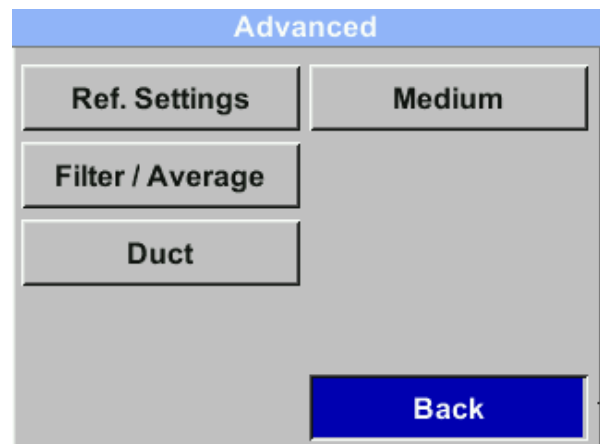 Advanced
Ref. Settings
Medium
Filter / Average
Duct
Back